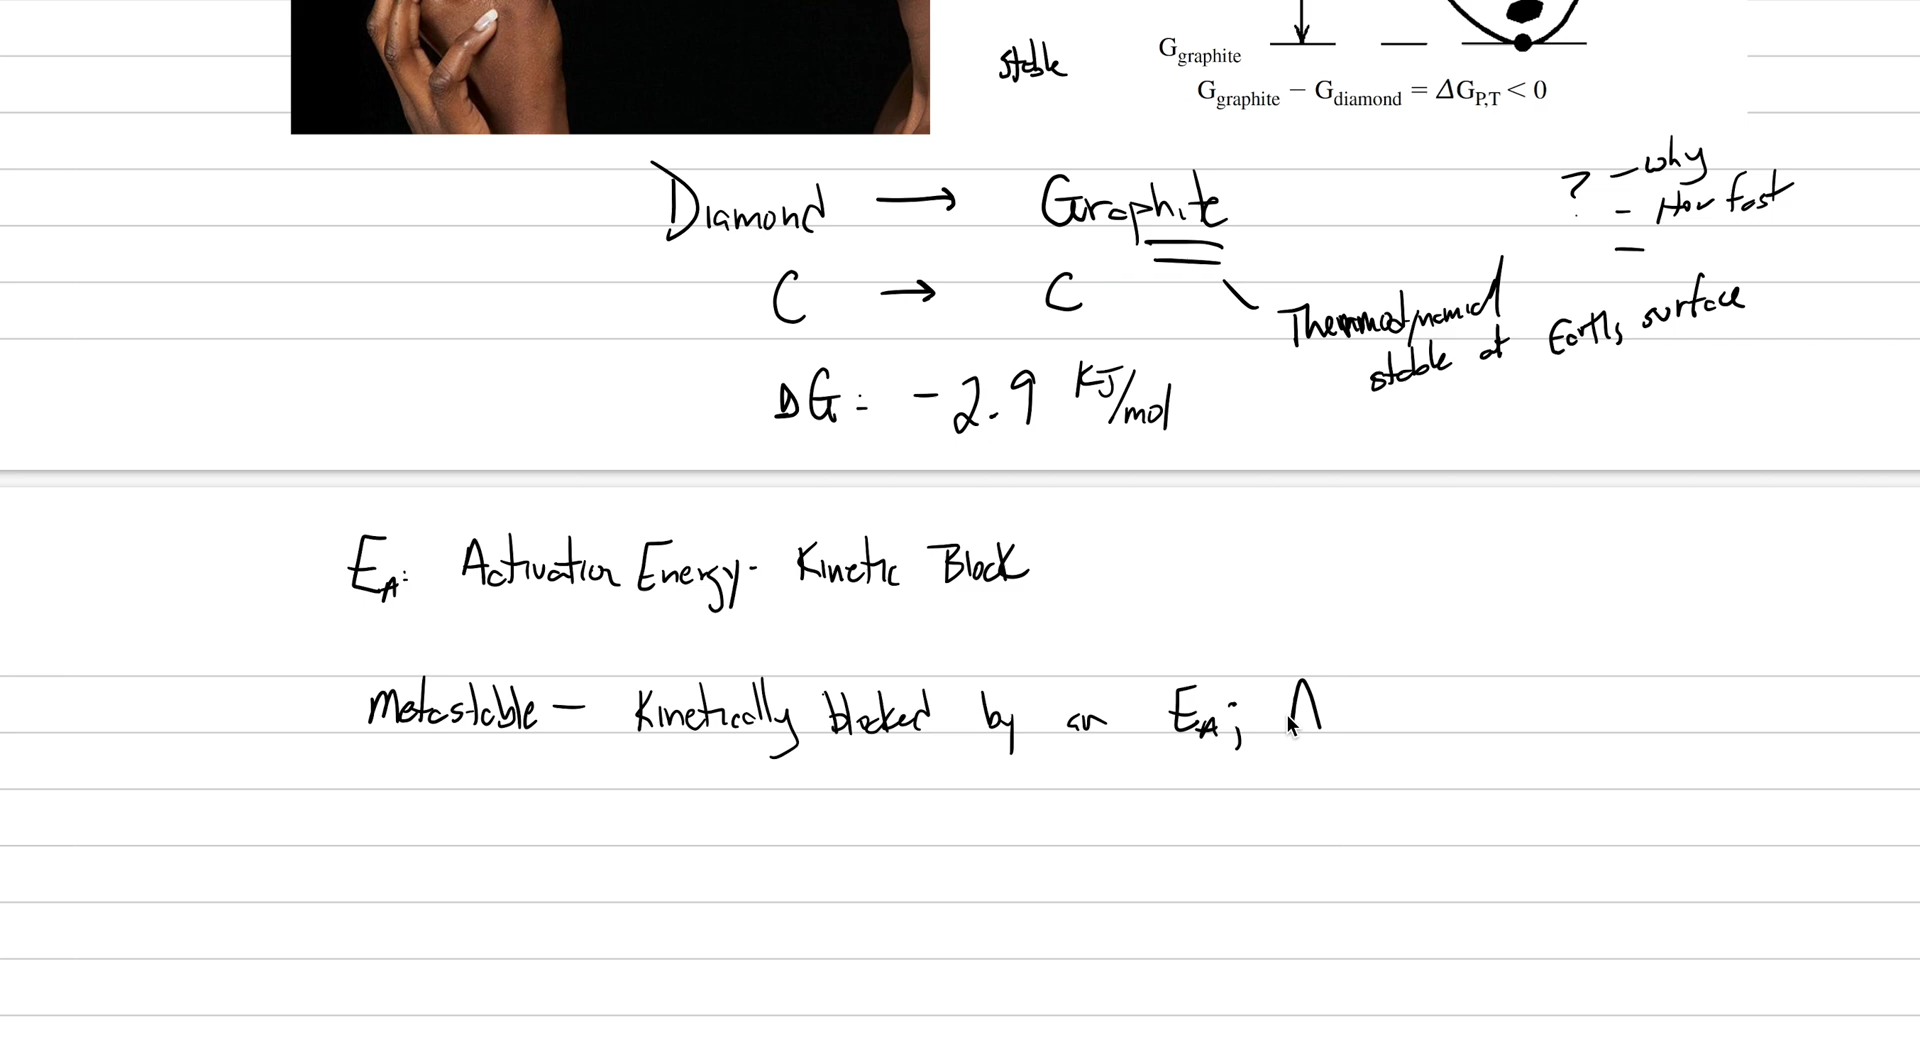 stable
G_graphite
G_graphite − G_diamond = ΔG_P,T < 0
Diamond → Graphite
? – why
– How fast
–
C → C
Thermodynamic
stable at Earth's surface
ΔG = -2.9 KJ/mol
E_A: Activation Energy - Kinetic Block
Metastable – Kinetically blocked by an E_A;